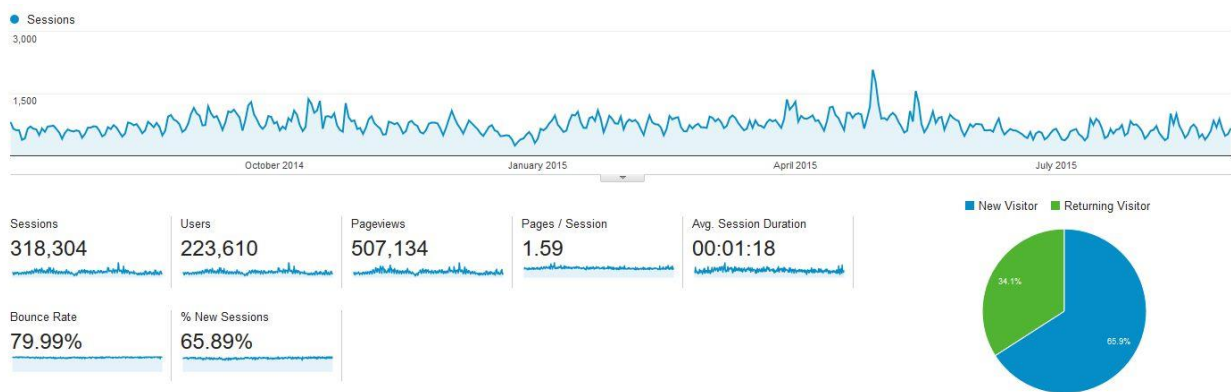 Sessions
3,000
1,500
October 2014 January 2015 April 2015 July 2015
New Visitor Returning Visitor
Sessions Users Pageviews Pages / Session Avg. Session Duration
318,304 223,610 507,134 1.59 00:01:18
34.1%
65.9%
Bounce Rate % New Sessions
79.99% 65.89%